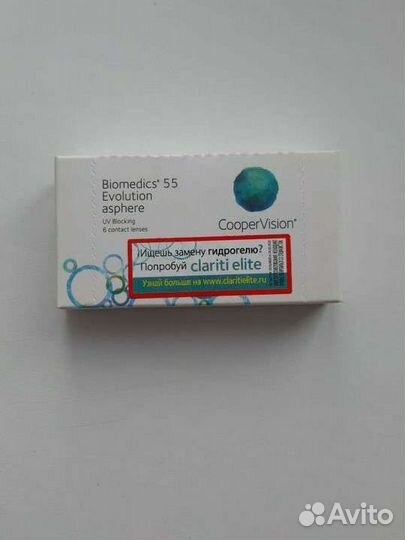 Biomedics® 55
Evolution
asphere
UV Blocking
6 contact lenses
CooperVision®
Ищешь замену гидрогелю?
Попробуй clariti elite
Узнай больше на www.claritielite.ru
Avito